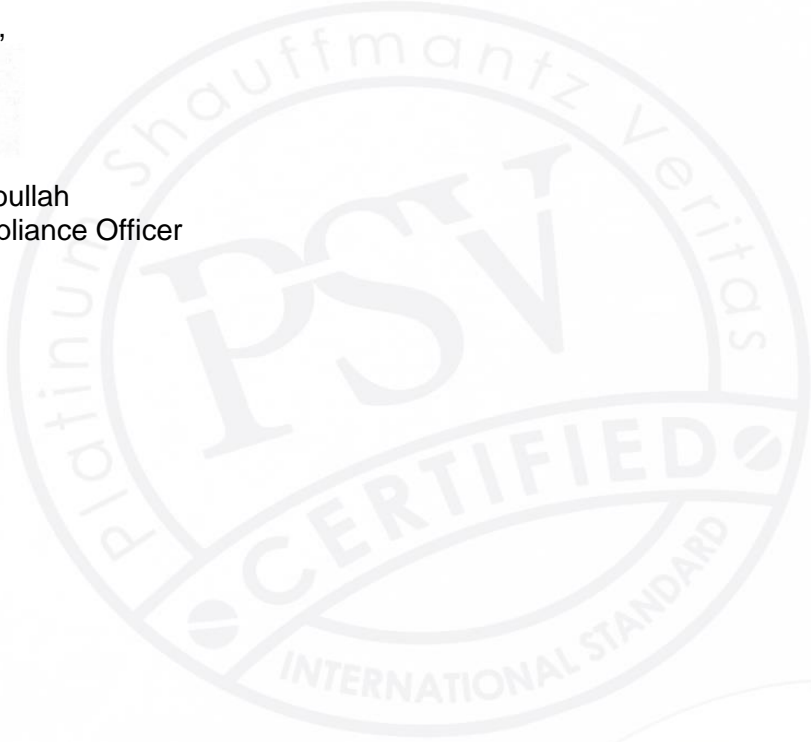 ,
bullah
pliance Officer
Platinum Shauffmantz Veritas
PSV
CERTIFIED
INTERNATIONAL STANDARD